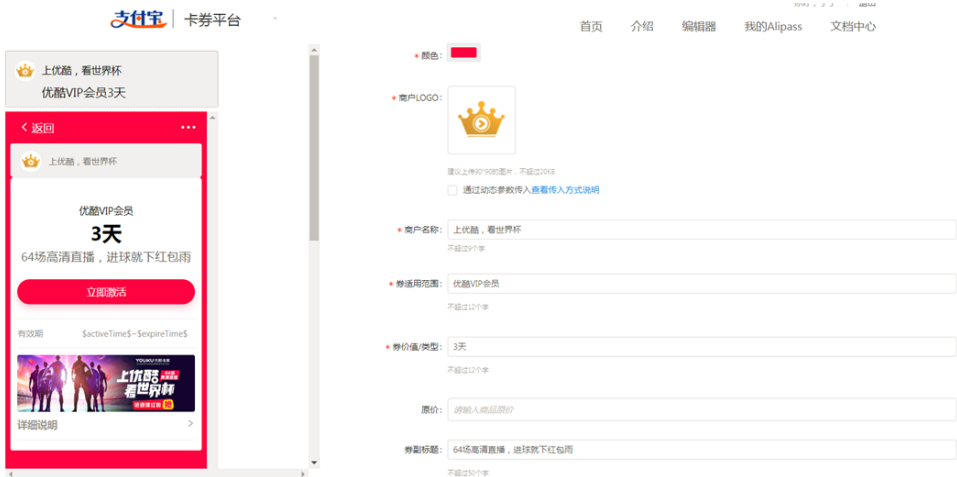 支付宝 卡券平台
首页 介绍 编辑器 我的Alipass 文档中心
上优酷，看世界杯
优酷VIP会员3天
返回
上优酷，看世界杯
优酷VIP会员
3天
64场高清直播，进球就下红包雨
立即激活
有效期 $activeTime$~$expireTime$
YOUKU
上优酷
看世界杯
详细说明
* 颜色：
* 商户LOGO：
建议上传90*90的图片，不超过20KB
通过动态参数传入查看传入方式说明
* 商户名称： 上优酷，看世界杯
不超过9个字
* 券适用范围： 优酷VIP会员
不超过12个字
* 券价值/类型： 3天
不超过12个字
原价： 请输入商品原价
券副标题： 64场高清直播，进球就下红包雨
不超过30个字